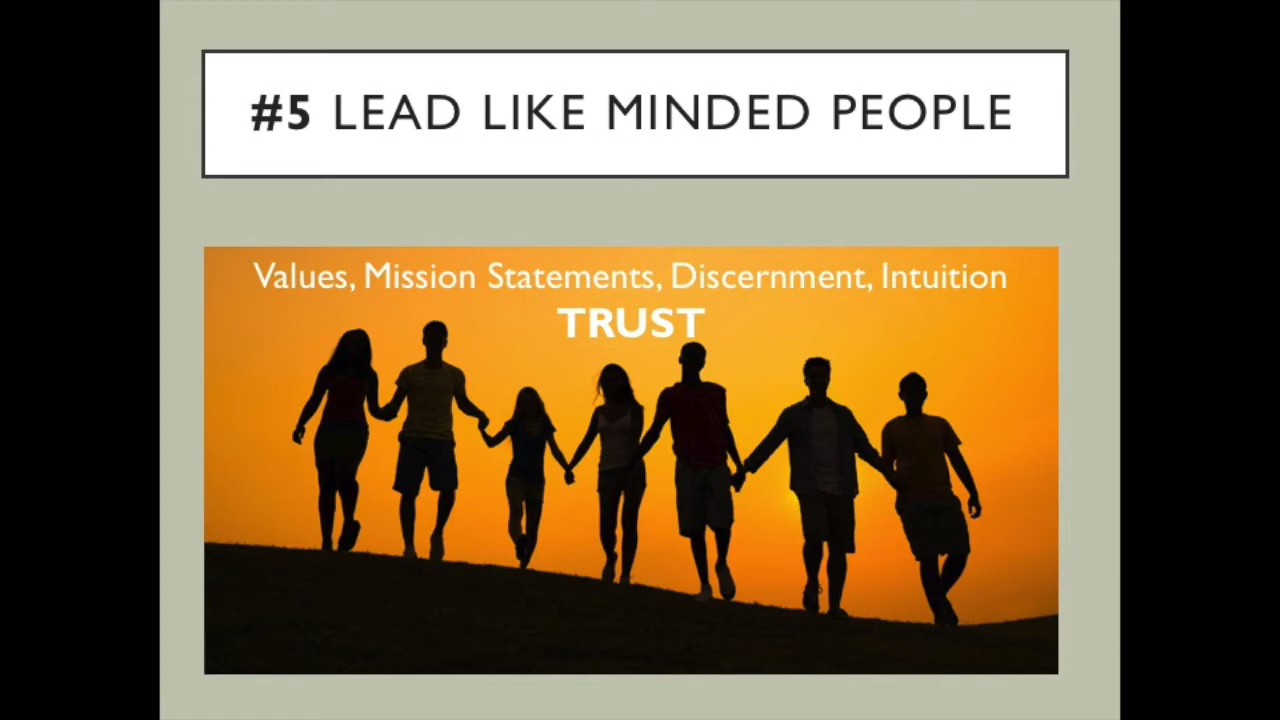 #5 LEAD LIKE MINDED PEOPLE
Values, Mission Statements, Discernment, Intuition
TRUST